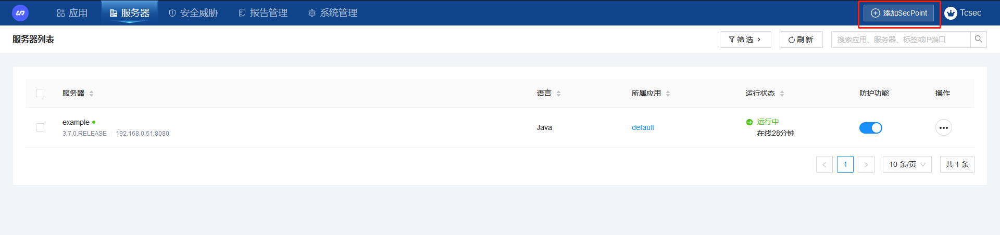 应用 服务器 安全威胁 报告管理 系统管理 添加SecPoint Tcsec
服务器列表 筛选 刷新 搜索应用、服务器、标签或IP端口
服务器 语言 所属应用 运行状态 防护功能 操作
example Java default 运行中
3.7.0.RELEASE 192.168.0.51:8080 在线28分钟
1 10 条/页 共 1 条